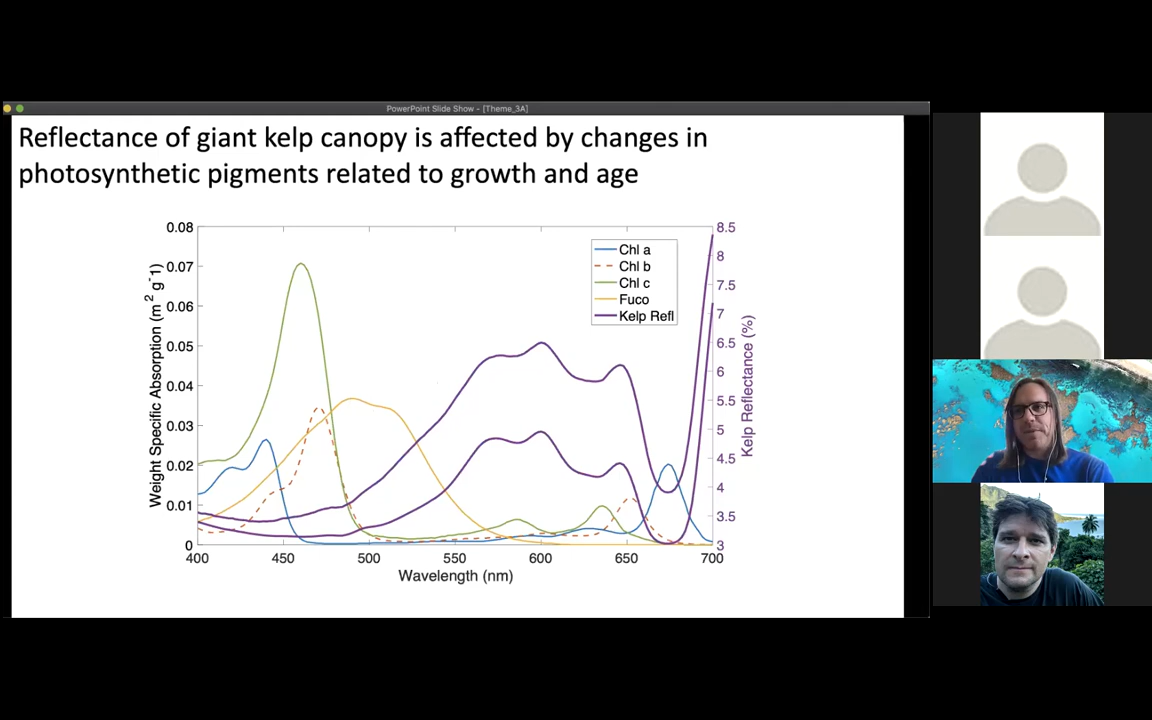 PowerPoint Slide Show - [Theme_3A]
Reflectance of giant kelp canopy is affected by changes in
photosynthetic pigments related to growth and age
0.08
0.07
0.06
0.05
0.04
0.03
0.02
0.01
0
Weight Specific Absorption (m^2 g^-1)
400 450 500 550 600 650 700
Wavelength (nm)
Chl a
Chl b
Chl c
Fuco
Kelp Refl
8.5
8
7.5
7
6.5
6
5.5
5
4.5
4
3.5
3
Kelp Reflectance (%)